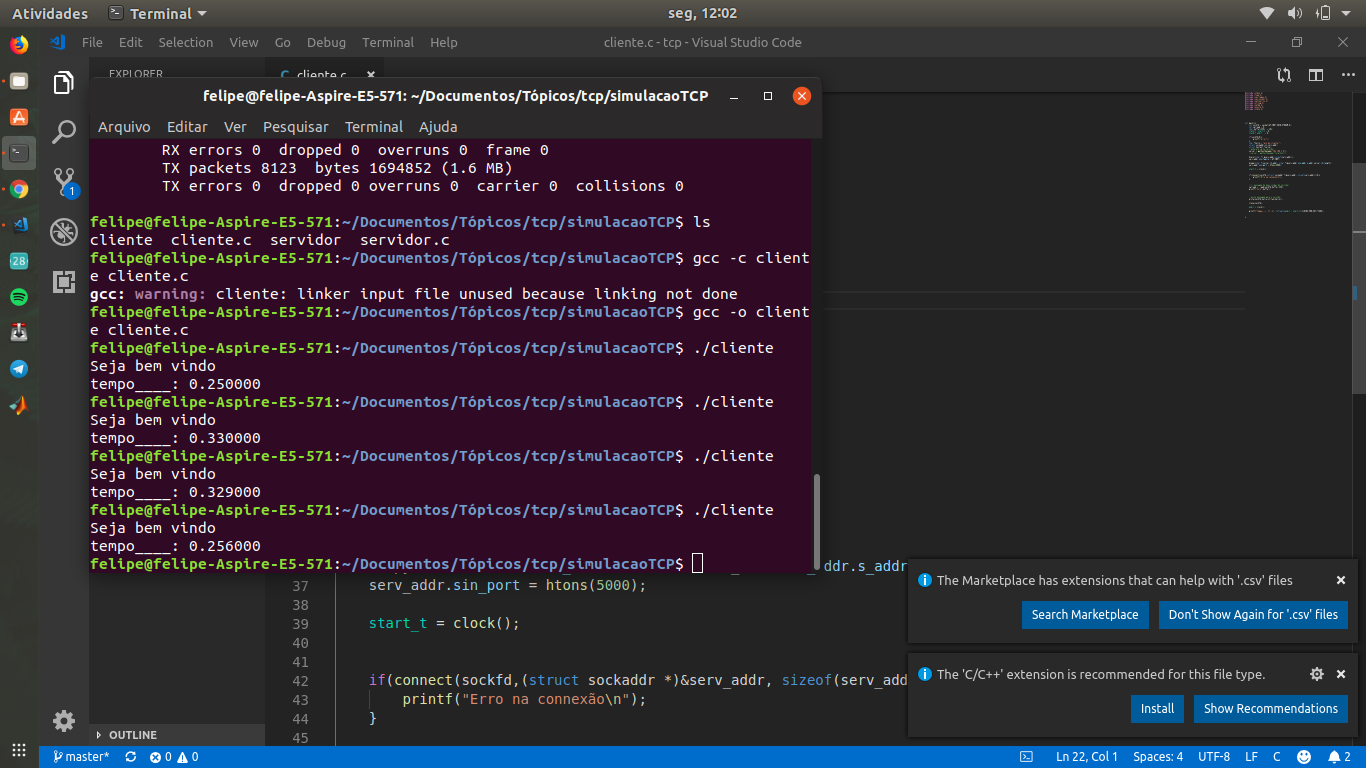 Atividades
Terminal
seg, 12:02
File Edit Selection View Go Debug Terminal Help
cliente.c - tcp - Visual Studio Code
EXPLORER
cliente.c
felipe@felipe-Aspire-E5-571: ~/Documentos/Tópicos/tcp/simulacaoTCP
Arquivo Editar Ver Pesquisar Terminal Ajuda
RX errors 0  dropped 0  overruns 0  frame 0
TX packets 8123  bytes 1694852 (1.6 MB)
TX errors 0  dropped 0 overruns 0  carrier 0  collisions 0
felipe@felipe-Aspire-E5-571:~/Documentos/Tópicos/tcp/simulacaoTCP$ ls
cliente  cliente.c  servidor  servidor.c
felipe@felipe-Aspire-E5-571:~/Documentos/Tópicos/tcp/simulacaoTCP$ gcc -c client
e cliente.c
gcc: warning: cliente: linker input file unused because linking not done
felipe@felipe-Aspire-E5-571:~/Documentos/Tópicos/tcp/simulacaoTCP$ gcc -o client
e cliente.c
felipe@felipe-Aspire-E5-571:~/Documentos/Tópicos/tcp/simulacaoTCP$ ./cliente
Seja bem vindo
tempo____: 0.250000
felipe@felipe-Aspire-E5-571:~/Documentos/Tópicos/tcp/simulacaoTCP$ ./cliente
Seja bem vindo
tempo____: 0.330000
felipe@felipe-Aspire-E5-571:~/Documentos/Tópicos/tcp/simulacaoTCP$ ./cliente
Seja bem vindo
tempo____: 0.329000
felipe@felipe-Aspire-E5-571:~/Documentos/Tópicos/tcp/simulacaoTCP$ ./cliente
Seja bem vindo
tempo____: 0.256000
felipe@felipe-Aspire-E5-571:~/Documentos/Tópicos/tcp/simulacaoTCP$
1
28
ddr.s_addr
37 serv_addr.sin_port = htons(5000);
38
39 start_t = clock();
40
41
42 if(connect(sockfd,(struct sockaddr *)&serv_addr, sizeof(serv_add
43 printf("Erro na connexão\n");
44 }
45
The Marketplace has extensions that can help with '.csv' files
Search Marketplace
Don't Show Again for '.csv' files
The 'C/C++' extension is recommended for this file type.
Install
Show Recommendations
OUTLINE
master* 0 0
Ln 22, Col 1 Spaces: 4 UTF-8 LF C 2